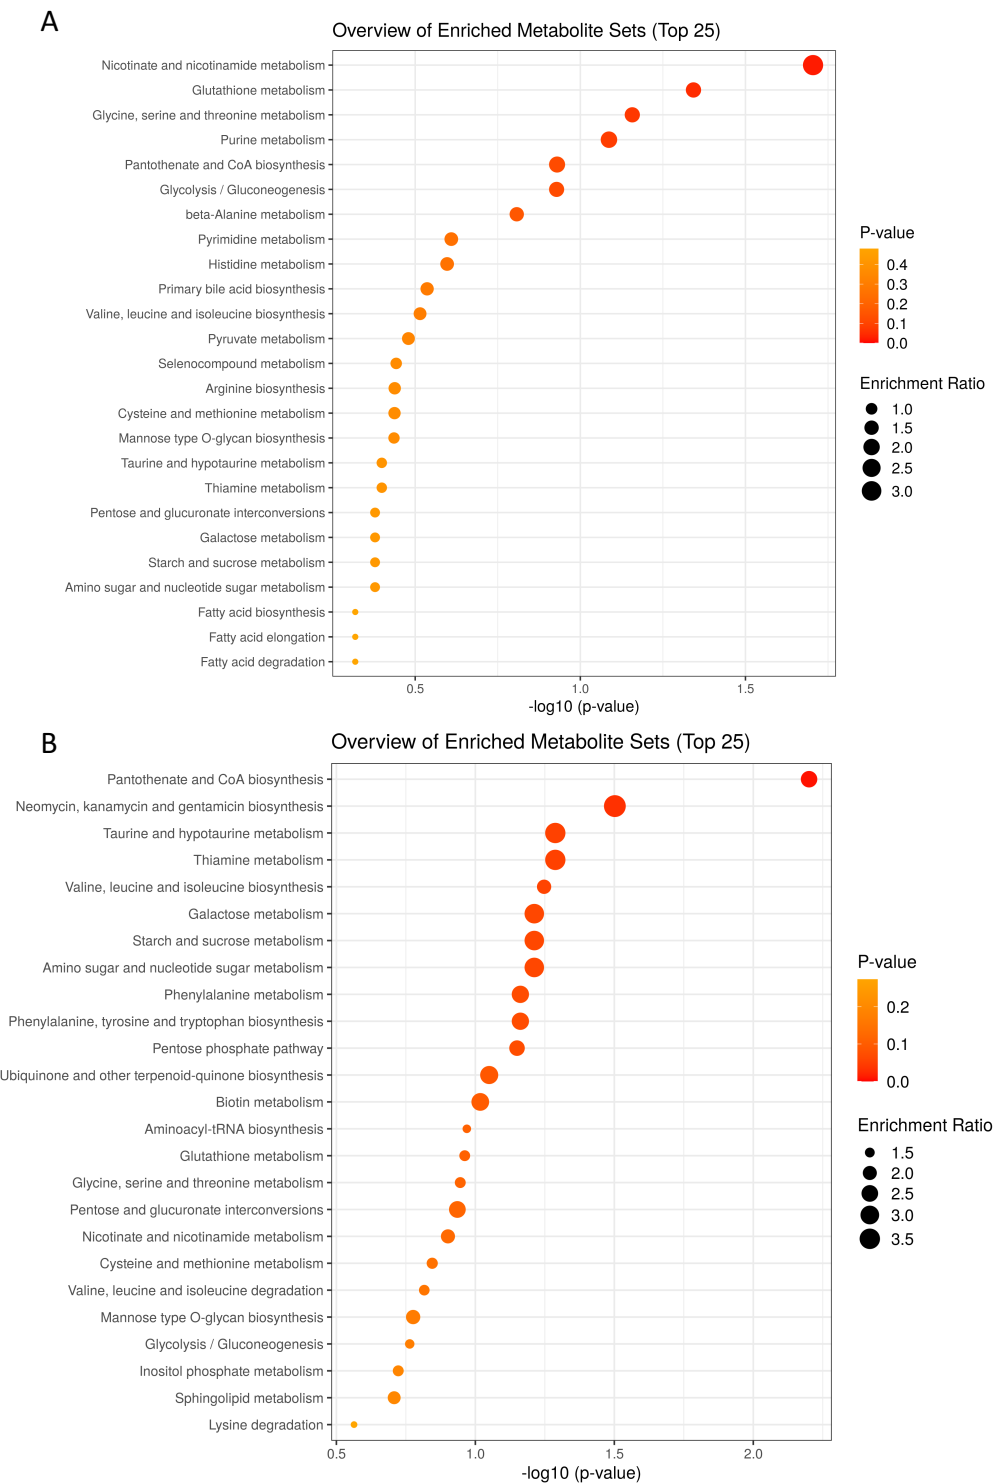 A
Overview of Enriched Metabolite Sets (Top 25)
Nicotinate and nicotinamide metabolism
Glutathione metabolism
Glycine, serine and threonine metabolism
Purine metabolism
Pantothenate and CoA biosynthesis
Glycolysis / Gluconeogenesis
beta-Alanine metabolism
Pyrimidine metabolism
Histidine metabolism
Primary bile acid biosynthesis
Valine, leucine and isoleucine biosynthesis
Pyruvate metabolism
Selenocompound metabolism
Arginine biosynthesis
Cysteine and methionine metabolism
Mannose type O-glycan biosynthesis
Taurine and hypotaurine metabolism
Thiamine metabolism
Pentose and glucuronate interconversions
Galactose metabolism
Starch and sucrose metabolism
Amino sugar and nucleotide sugar metabolism
Fatty acid biosynthesis
Fatty acid elongation
Fatty acid degradation
0.5 1.0 1.5
-log10 (p-value)
P-value
0.4
0.3
0.2
0.1
0.0
Enrichment Ratio
1.0
1.5
2.0
2.5
3.0
B
Overview of Enriched Metabolite Sets (Top 25)
Pantothenate and CoA biosynthesis
Neomycin, kanamycin and gentamicin biosynthesis
Taurine and hypotaurine metabolism
Thiamine metabolism
Valine, leucine and isoleucine biosynthesis
Galactose metabolism
Starch and sucrose metabolism
Amino sugar and nucleotide sugar metabolism
Phenylalanine metabolism
Phenylalanine, tyrosine and tryptophan biosynthesis
Pentose phosphate pathway
Ubiquinone and other terpenoid-quinone biosynthesis
Biotin metabolism
Aminoacyl-tRNA biosynthesis
Glutathione metabolism
Glycine, serine and threonine metabolism
Pentose and glucuronate interconversions
Nicotinate and nicotinamide metabolism
Cysteine and methionine metabolism
Valine, leucine and isoleucine degradation
Mannose type O-glycan biosynthesis
Glycolysis / Gluconeogenesis
Inositol phosphate metabolism
Sphingolipid metabolism
Lysine degradation
0.5 1.0 1.5 2.0
-log10 (p-value)
P-value
0.2
0.1
0.0
Enrichment Ratio
1.5
2.0
2.5
3.0
3.5